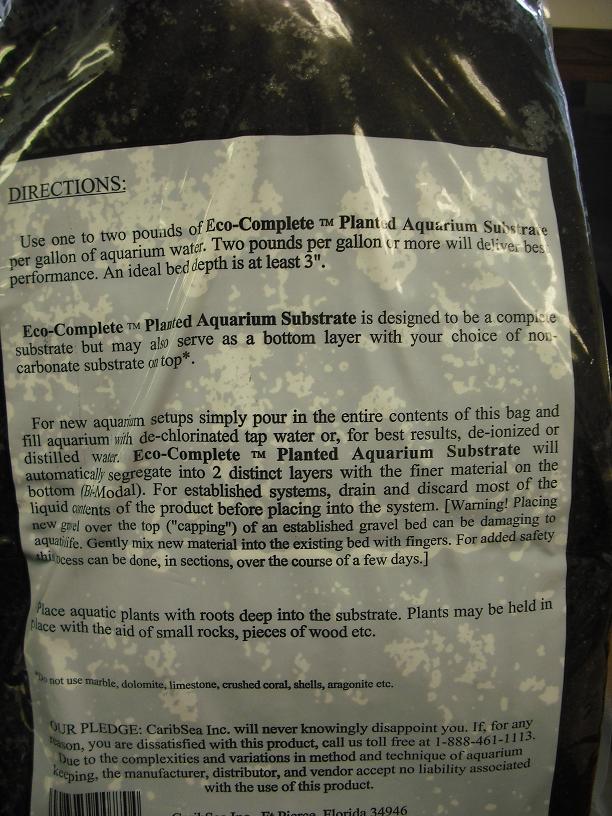 DIRECTIONS:
Use one to two pounds of Eco-Complete ™ Planted Aquarium Substrate
per gallon of aquarium water. Two pounds per gallon or more will deliver best
performance. An ideal bed depth is at least 3".
Eco-Complete ™ Planted Aquarium Substrate is designed to be a complete
substrate but may also serve as a bottom layer with your choice of non-
carbonate substrate on top*.
For new aquarium setups simply pour in the entire contents of this bag and
fill aquarium with de-chlorinated tap water or, for best results, de-ionized or
distilled water. Eco-Complete ™ Planted Aquarium Substrate will
automatically segregate into 2 distinct layers with the finer material on the
bottom (Bi-Modal). For established systems, drain and discard most of the
liquid contents of the product before placing into the system. [Warning! Placing
new gravel over the top ("capping") of an established gravel bed can be damaging to
aquatic life. Gently mix new material into the existing bed with fingers. For added safety
this process can be done, in sections, over the course of a few days.]
Place aquatic plants with roots deep into the substrate. Plants may be held in
place with the aid of small rocks, pieces of wood etc.
*Do not use marble, dolomite, limestone, crushed coral, shells, aragonite etc.
OUR PLEDGE: CaribSea Inc. will never knowingly disappoint you. If, for any
reason, you are dissatisfied with this product, call us toll free at 1-888-461-1113.
Due to the complexities and variations in method and technique of aquarium
keeping, the manufacturer, distributor, and vendor accept no liability associated
with the use of this product.
CaribSea Inc., Ft Pierce, Florida 34946